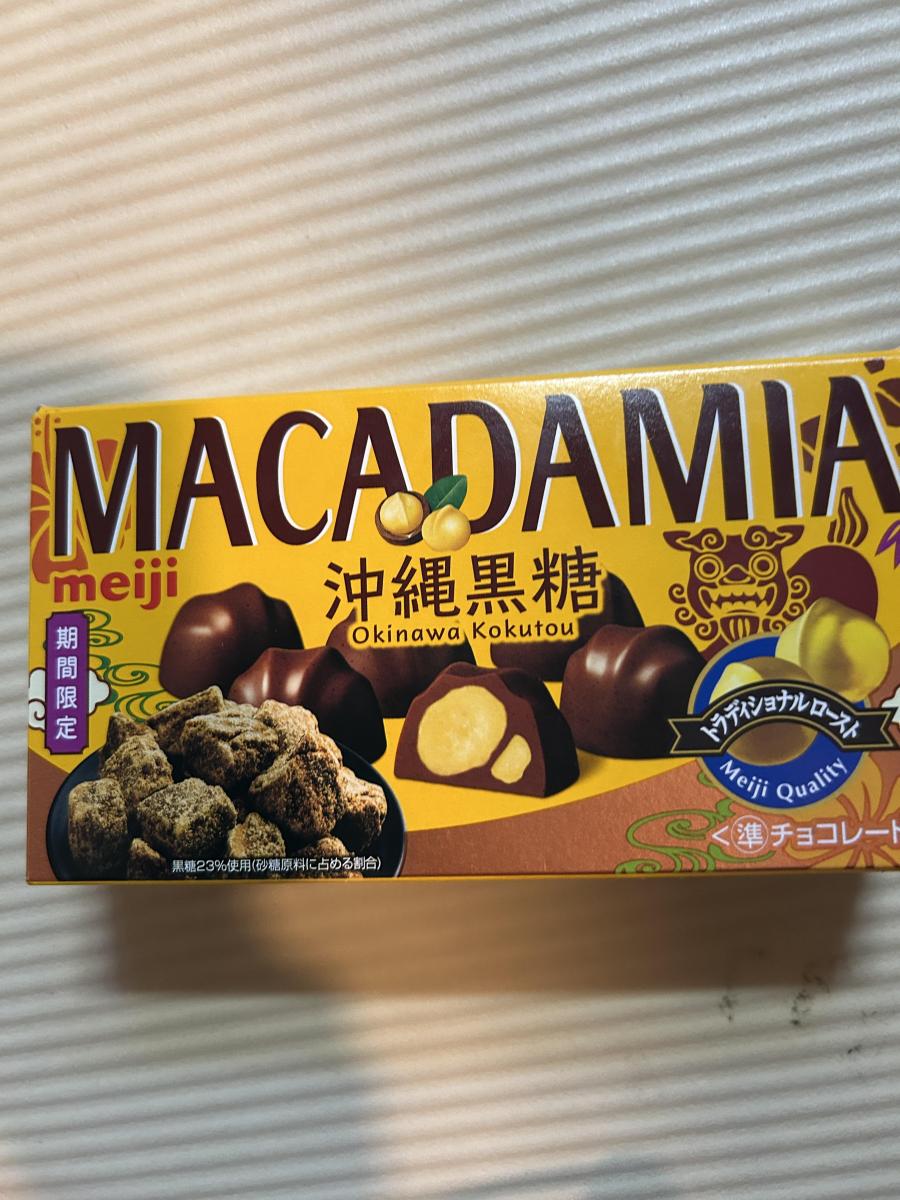 MACADAMIA
meiji
沖縄黒糖
Okinawa Kokutou
期間限定
トラディショナル ロースト
Meiji Quality
<準チョコレート
黒糖23%使用(砂糖原料に占める割合)